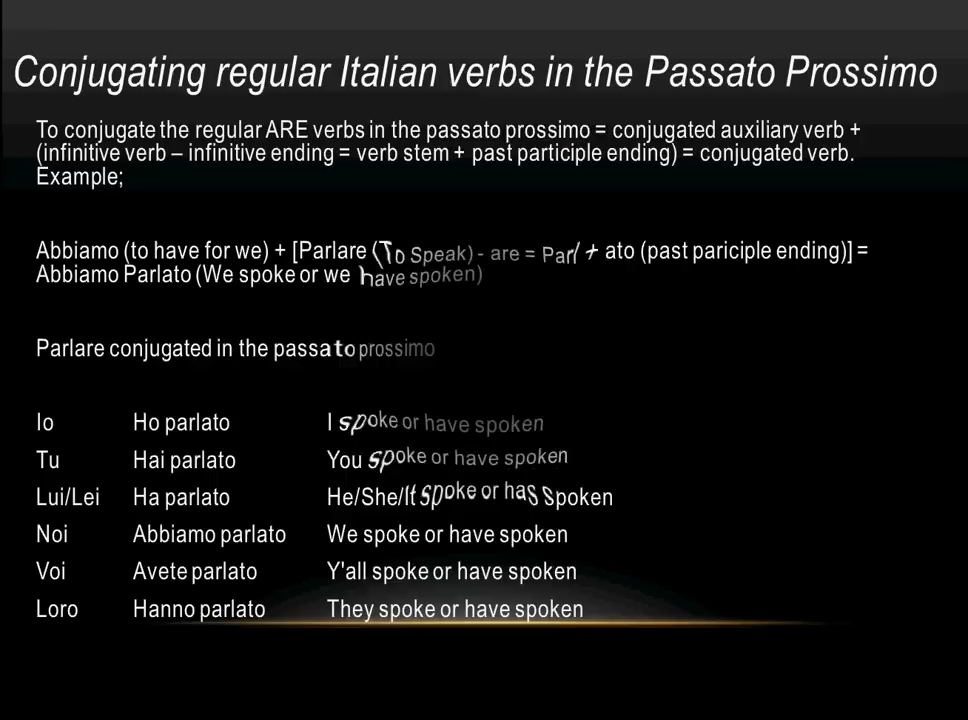 Conjugating regular Italian verbs in the Passato Prossimo
To conjugate the regular ARE verbs in the passato prossimo = conjugated auxiliary verb +
(infinitive verb – infinitive ending = verb stem + past participle ending) = conjugated verb.
Example;
Abbiamo (to have for we) + [Parlare (To Speak) - are = Parl + ato (past pariciple ending)] =
Abbiamo Parlato (We spoke or we have spoken)
Parlare conjugated in the passato prossimo
Io Ho parlato I spoke or have spoken
Tu Hai parlato You spoke or have spoken
Lui/Lei Ha parlato He/She/It spoke or has Spoken
Noi Abbiamo parlato We spoke or have spoken
Voi Avete parlato Y'all spoke or have spoken
Loro Hanno parlato They spoke or have spoken